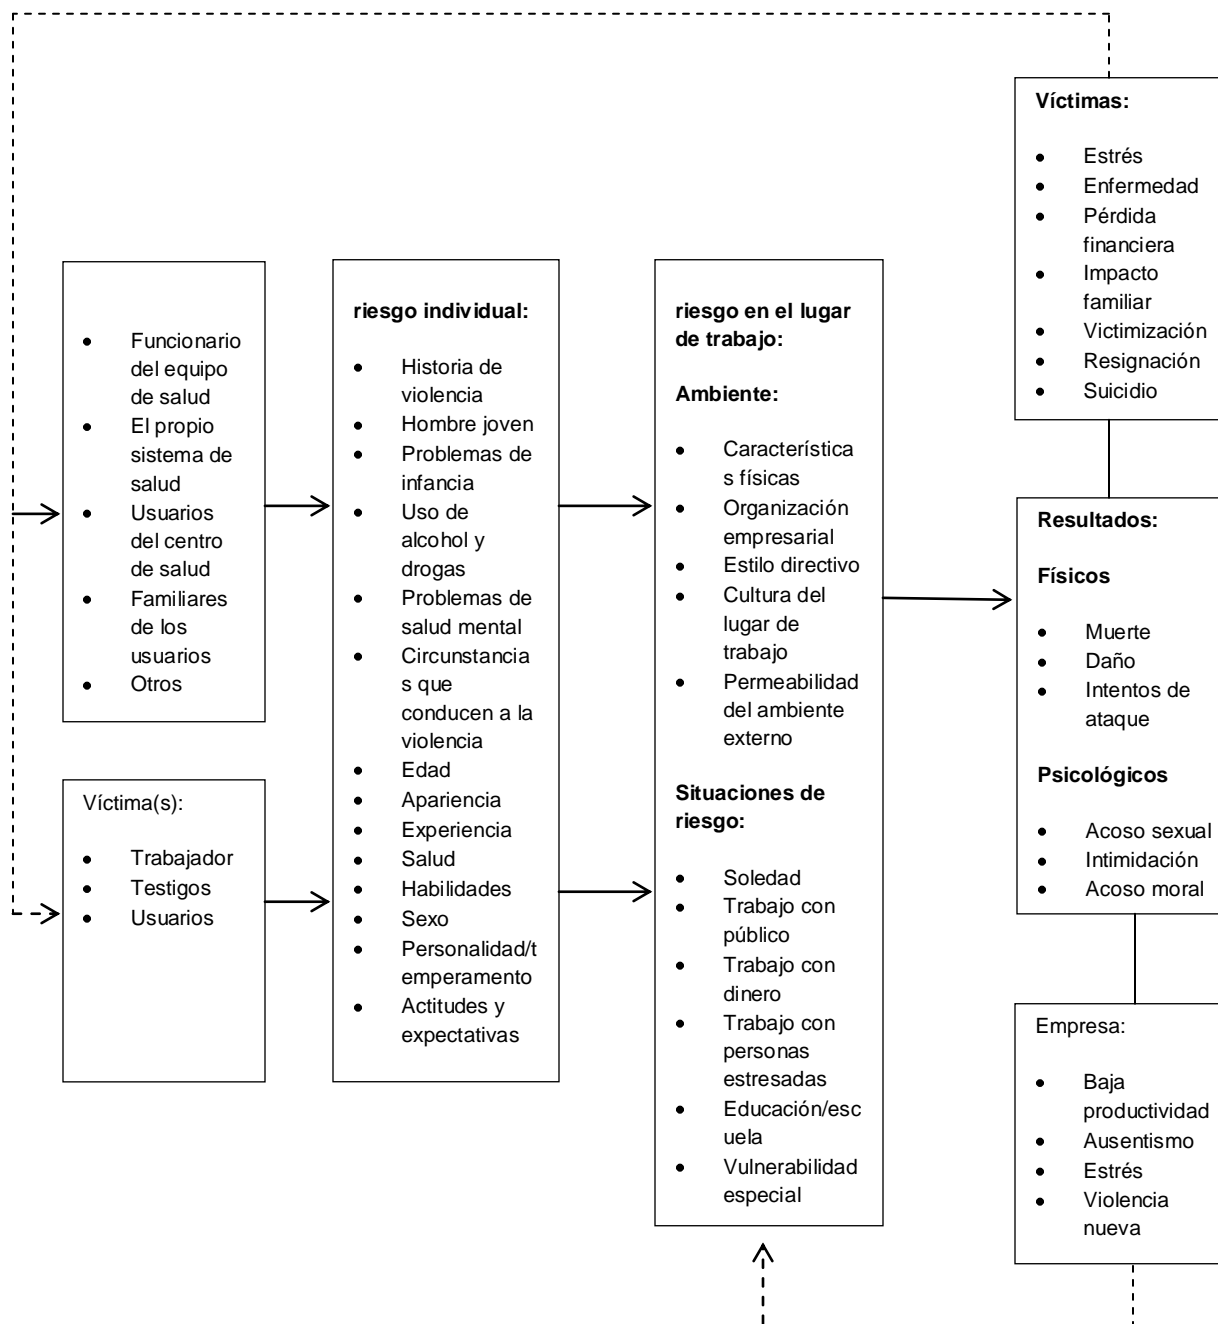 Funcionario
del equipo
de salud
El propio
sistema de
salud
Usuarios
del centro
de salud
Familiares
de los
usuarios
Otros
Víctima(s):
Trabajador
Testigos
Usuarios
riesgo individual:
Historia de
violencia
Hombre joven
Problemas de
infancia
Uso de
alcohol y
drogas
Problemas de
salud mental
Circunstancia
s que
conducen a la
violencia
Edad
Apariencia
Experiencia
Salud
Habilidades
Sexo
Personalidad/t
emperamento
Actitudes y
expectativas
riesgo en el lugar
de trabajo:
Ambiente:
Característica
s físicas
Organización
empresarial
Estilo directivo
Cultura del
lugar de
trabajo
Permeabilidad
del ambiente
externo
Situaciones de
riesgo:
Soledad
Trabajo con
público
Trabajo con
dinero
Trabajo con
personas
estresadas
Educación/esc
uela
Vulnerabilidad
especial
Víctimas:
Estrés
Enfermedad
Pérdida
financiera
Impacto
familiar
Victimización
Resignación
Suicidio
Resultados:
Físicos
Muerte
Daño
Intentos de
ataque
Psicológicos
Acoso sexual
Intimidación
Acoso moral
Empresa:
Baja
productividad
Ausentismo
Estrés
Violencia
nueva